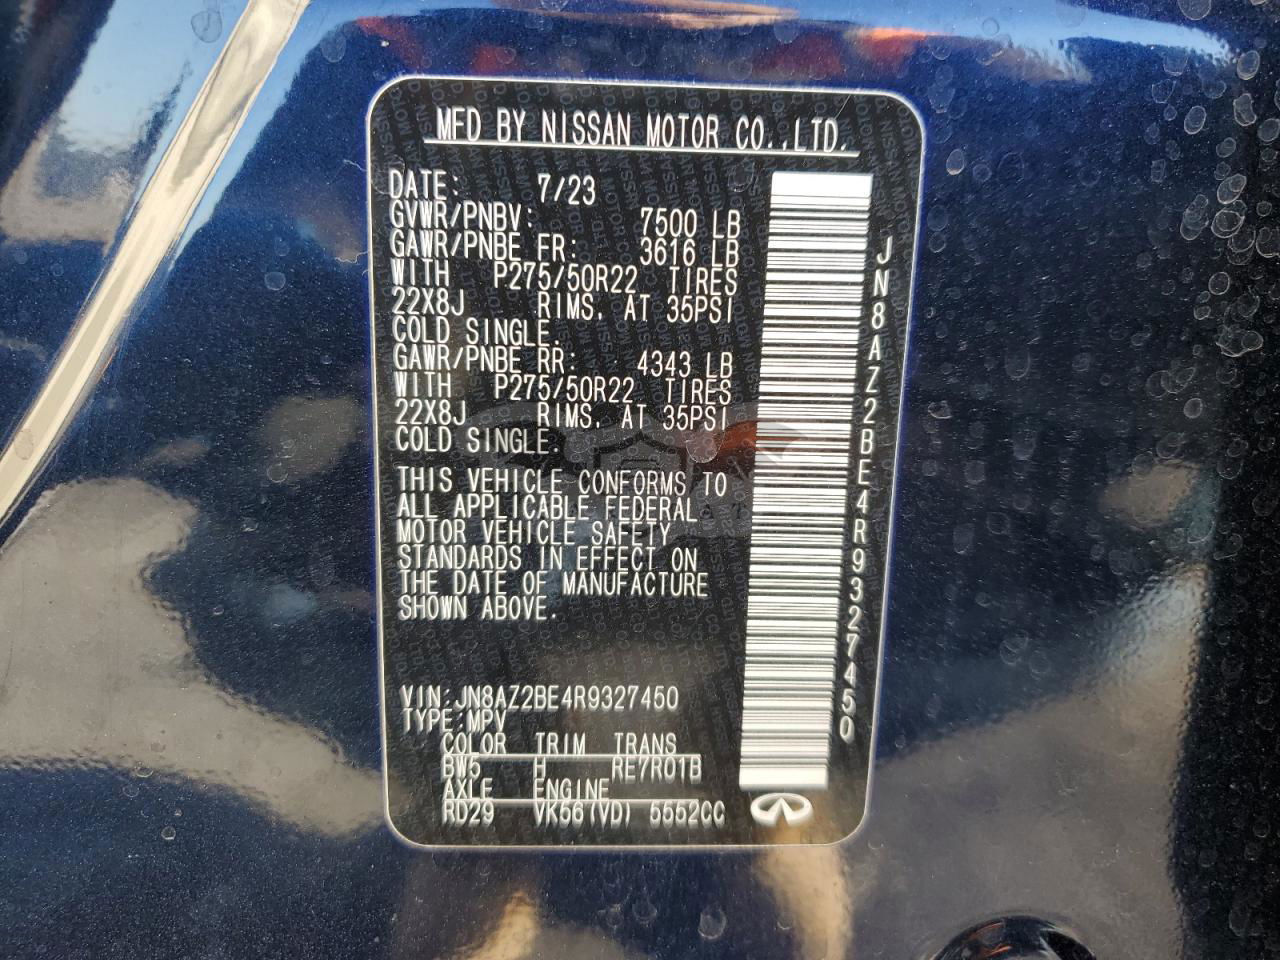 MFD BY NISSAN MOTOR CO.,LTD.
DATE: 7/23
GVWR/PNBV: 7500 LB
GAWR/PNBE FR: 3616 LB
WITH P275/50R22 TIRES
22X8J RIMS, AT 35PSI
COLD SINGLE.
GAWR/PNBE RR: 4343 LB
WITH P275/50R22 TIRES
22X8J RIMS, AT 35PSI
COLD SINGLE.
THIS VEHICLE CONFORMS TO
ALL APPLICABLE FEDERAL
MOTOR VEHICLE SAFETY
STANDARDS IN EFFECT ON
THE DATE OF MANUFACTURE
SHOWN ABOVE.
VIN:JN8AZ2BE4R9327450
TYPE:MPV
COLOR TRIM TRANS
BW5 H RE7R01B
AXLE ENGINE
RD29 VK56(VD) 5552CC
JN8AZ2BE4R9327450